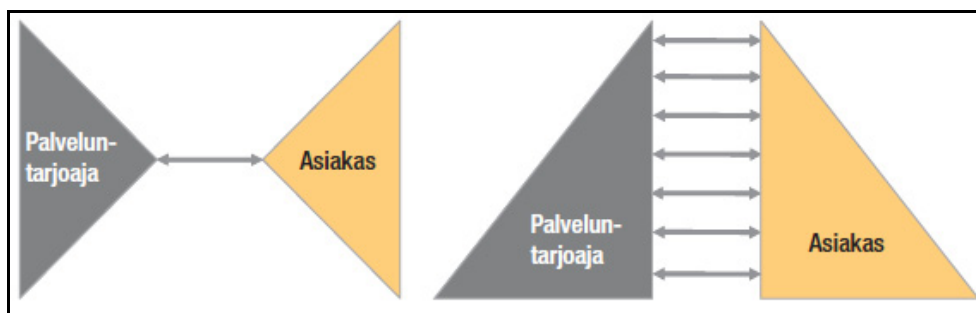 Palvelun-
tarjoaja
Asiakas
Palvelun-
tarjoaja
Asiakas